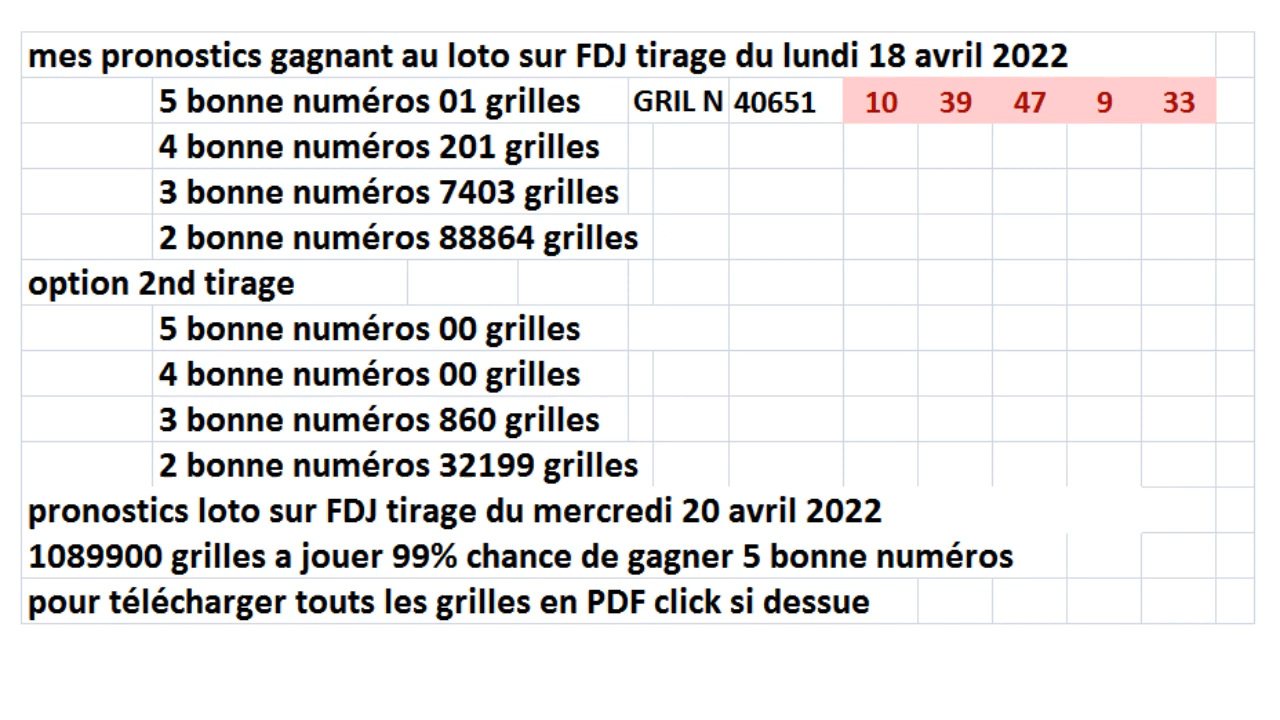 mes pronostics gagnant au loto sur FDJ tirage du lundi 18 avril 2022
5 bonne numéros 01 grilles GRIL N 40651 10 39 47 9 33
4 bonne numéros 201 grilles
3 bonne numéros 7403 grilles
2 bonne numéros 88864 grilles
option 2nd tirage
5 bonne numéros 00 grilles
4 bonne numéros 00 grilles
3 bonne numéros 860 grilles
2 bonne numéros 32199 grilles
pronostics loto sur FDJ tirage du mercredi 20 avril 2022
1089900 grilles a jouer 99% chance de gagner 5 bonne numéros
pour télécharger touts les grilles en PDF click si dessue